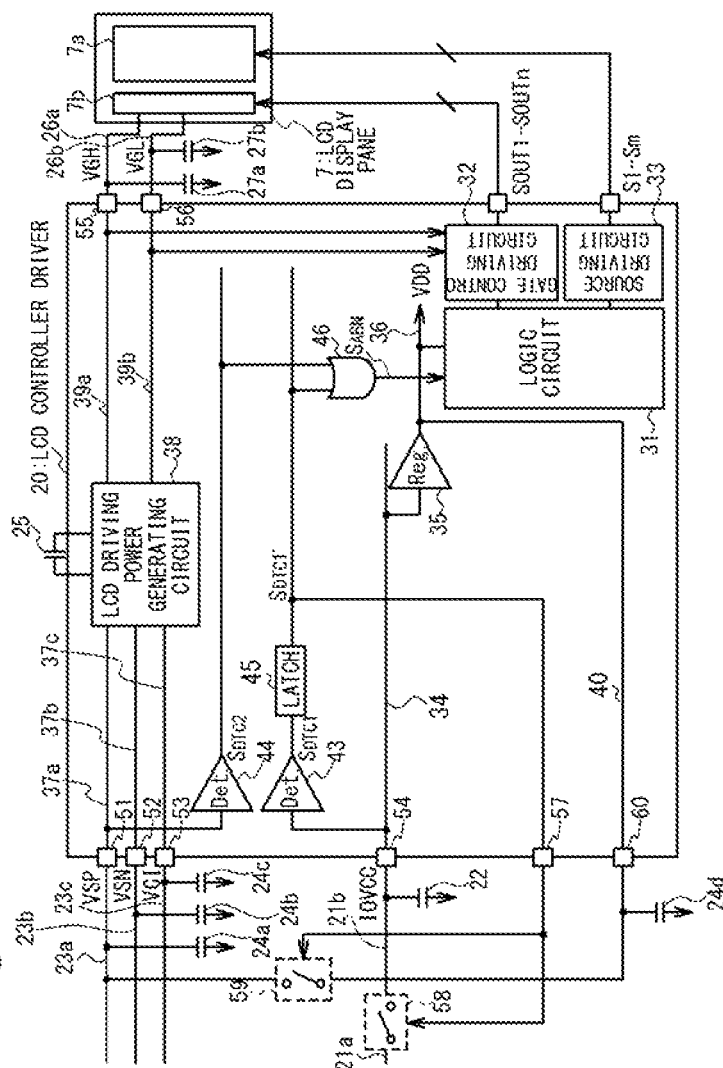 20:LCD CONTROLLER DRIVER
25
LCD DRIVING
POWER
GENERATING
CIRCUIT
38
39a
39b
37a
37b
37c
VSP
VSN
VCI
23a
23b
23c
24a
24b
24c
51
52
53
55
56
VGH
VGL
26b
26a
27a
27b
7b
7a
7:LCD
DISPLAY
PANE
Det.
SDTC2
44
Det.
SDTC1
43
LATCH
45
SDTC1'
46
SABN
36
VDD
Reg.
35
34
LOGIC
CIRCUIT
31
GATE CONTRO
DRIVING
CIRCUIT
32
SOURCE
DRIVING
CIRCUIT
33
SOUT1~SOUTn
S1~Sm
IOVCC
21a
21b
22
54
57
58
59
60
40
24d